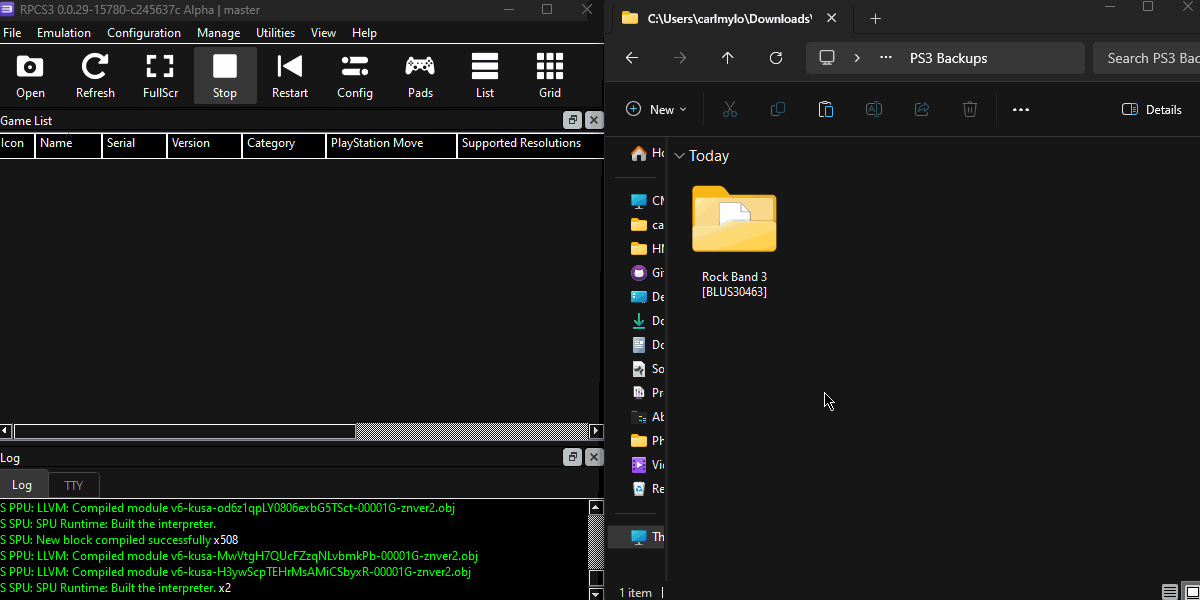 RPCS3 0.0.29-15780-c245637c Alpha | master
File Emulation Configuration Manage Utilities View Help
Open Refresh FullScr Stop Restart Config Pads List Grid
Game List
Icon Name Serial Version Category PlayStation Move Supported Resolutions
Log
Log TTY
S PPU: LLVM: Compiled module v6-kusa-od6z1qpLY0806exbG5TSct-00001G-znver2.obj
S SPU: SPU Runtime: Built the interpreter.
S SPU: New block compiled successfully x508
S PPU: LLVM: Compiled module v6-kusa-MwVtgH7QUcFZzqNLvbmkPb-00001G-znver2.obj
S PPU: LLVM: Compiled module v6-kusa-H3ywScpTEHrMsAMiCSbyxR-00001G-znver2.obj
S SPU: SPU Runtime: Built the interpreter. x2
C:\Users\carlmylo\Downloads\
PS3 Backups
Search PS3 Bac
New
Details
Today
Rock Band 3
[BLUS30463]
Ho
CM
ca
HM
Git
De
Do
Do
So
Pr
Ab
Ph
Vi
Re
Th
1 item